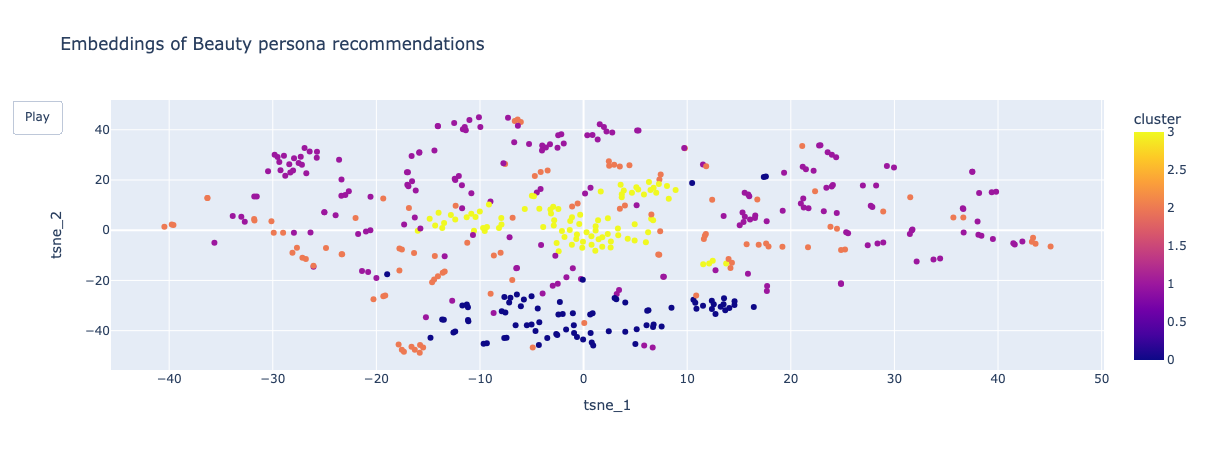 Embeddings of Beauty persona recommendations
Play
cluster
3
2.5
2
1.5
1
0.5
0
40
20
0
−20
−40
tsne_2
−40 −30 −20 −10 0 10 20 30 40 50
tsne_1